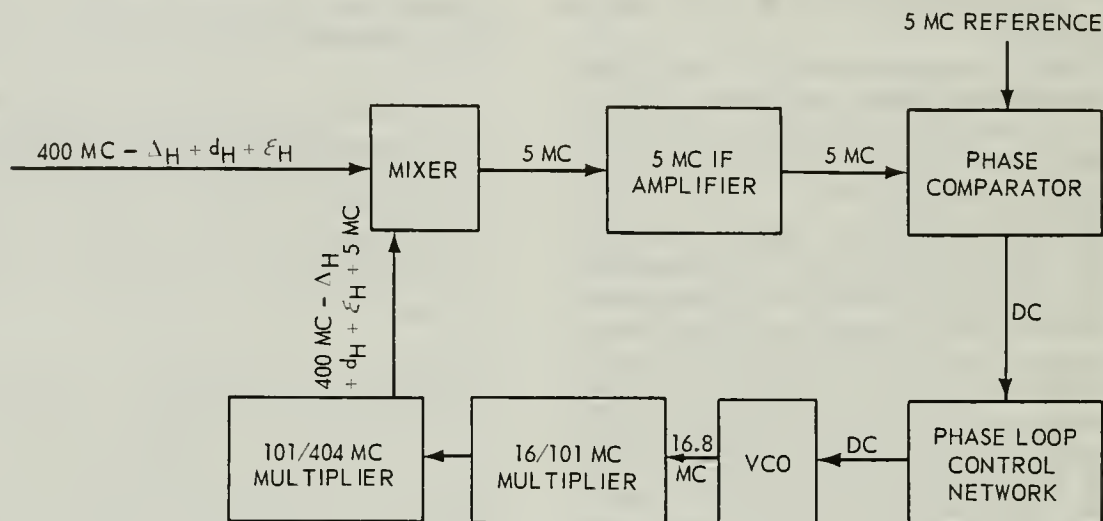 5 MC REFERENCE
400 MC - Δ_H + d_H + ε_H
MIXER
5 MC
5 MC IF
AMPLIFIER
5 MC
PHASE
COMPARATOR
400 MC - Δ_H
+ d_H + ε_H + 5 MC
DC
101/404 MC
MULTIPLIER
16/101 MC
MULTIPLIER
16.8
MC
VCO
DC
PHASE LOOP
CONTROL
NETWORK